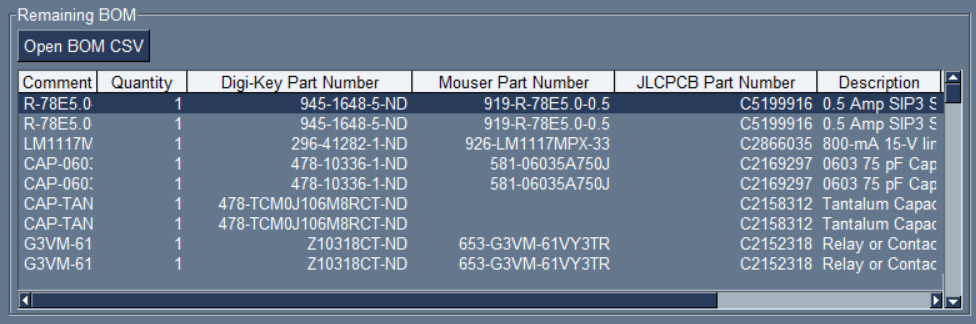 Remaining BOM
Open BOM CSV
Comment Quantity Digi-Key Part Number Mouser Part Number JLCPCB Part Number Description
R-78E5.0 1 945-1648-5-ND 919-R-78E5.0-0.5 C5199916 0.5 Amp SIP3 S
R-78E5.0 1 945-1648-5-ND 919-R-78E5.0-0.5 C5199916 0.5 Amp SIP3 S
LM1117M 1 296-41282-1-ND 926-LM1117MPX-33 C2866035 800-mA 15-V lin
CAP-0603 1 478-10336-1-ND 581-06035A750J C2169297 0603 75 pF Cap
CAP-0603 1 478-10336-1-ND 581-06035A750J C2169297 0603 75 pF Cap
CAP-TAN 1 478-TCM0J106M8RCT-ND C2158312 Tantalum Capac
CAP-TAN 1 478-TCM0J106M8RCT-ND C2158312 Tantalum Capac
G3VM-61 1 Z10318CT-ND 653-G3VM-61VY3TR C2152318 Relay or Contac
G3VM-61 1 Z10318CT-ND 653-G3VM-61VY3TR C2152318 Relay or Contac